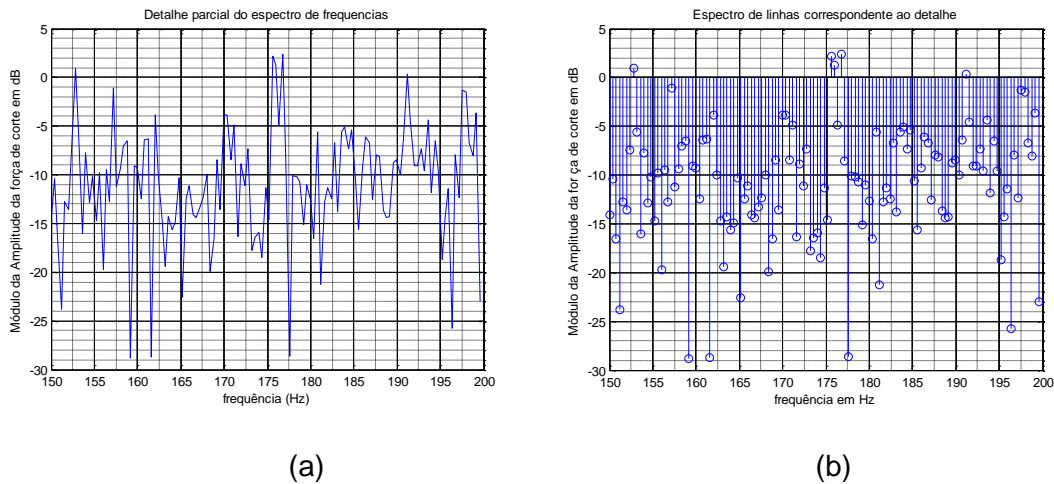 Detalhe parcial do espectro de frequencias
Módulo da Amplitude da força de corte em dB
5
0
-5
-10
-15
-20
-25
-30
150 155 160 165 170 175 180 185 190 195 200
frequência (Hz)
(a)
Espectro de linhas correspondente ao detalhe
Módulo da Amplitude da for ça de corte em dB
5
0
-5
-10
-15
-20
-25
-30
150 155 160 165 170 175 180 185 190 195 200
frequência em Hz
(b)